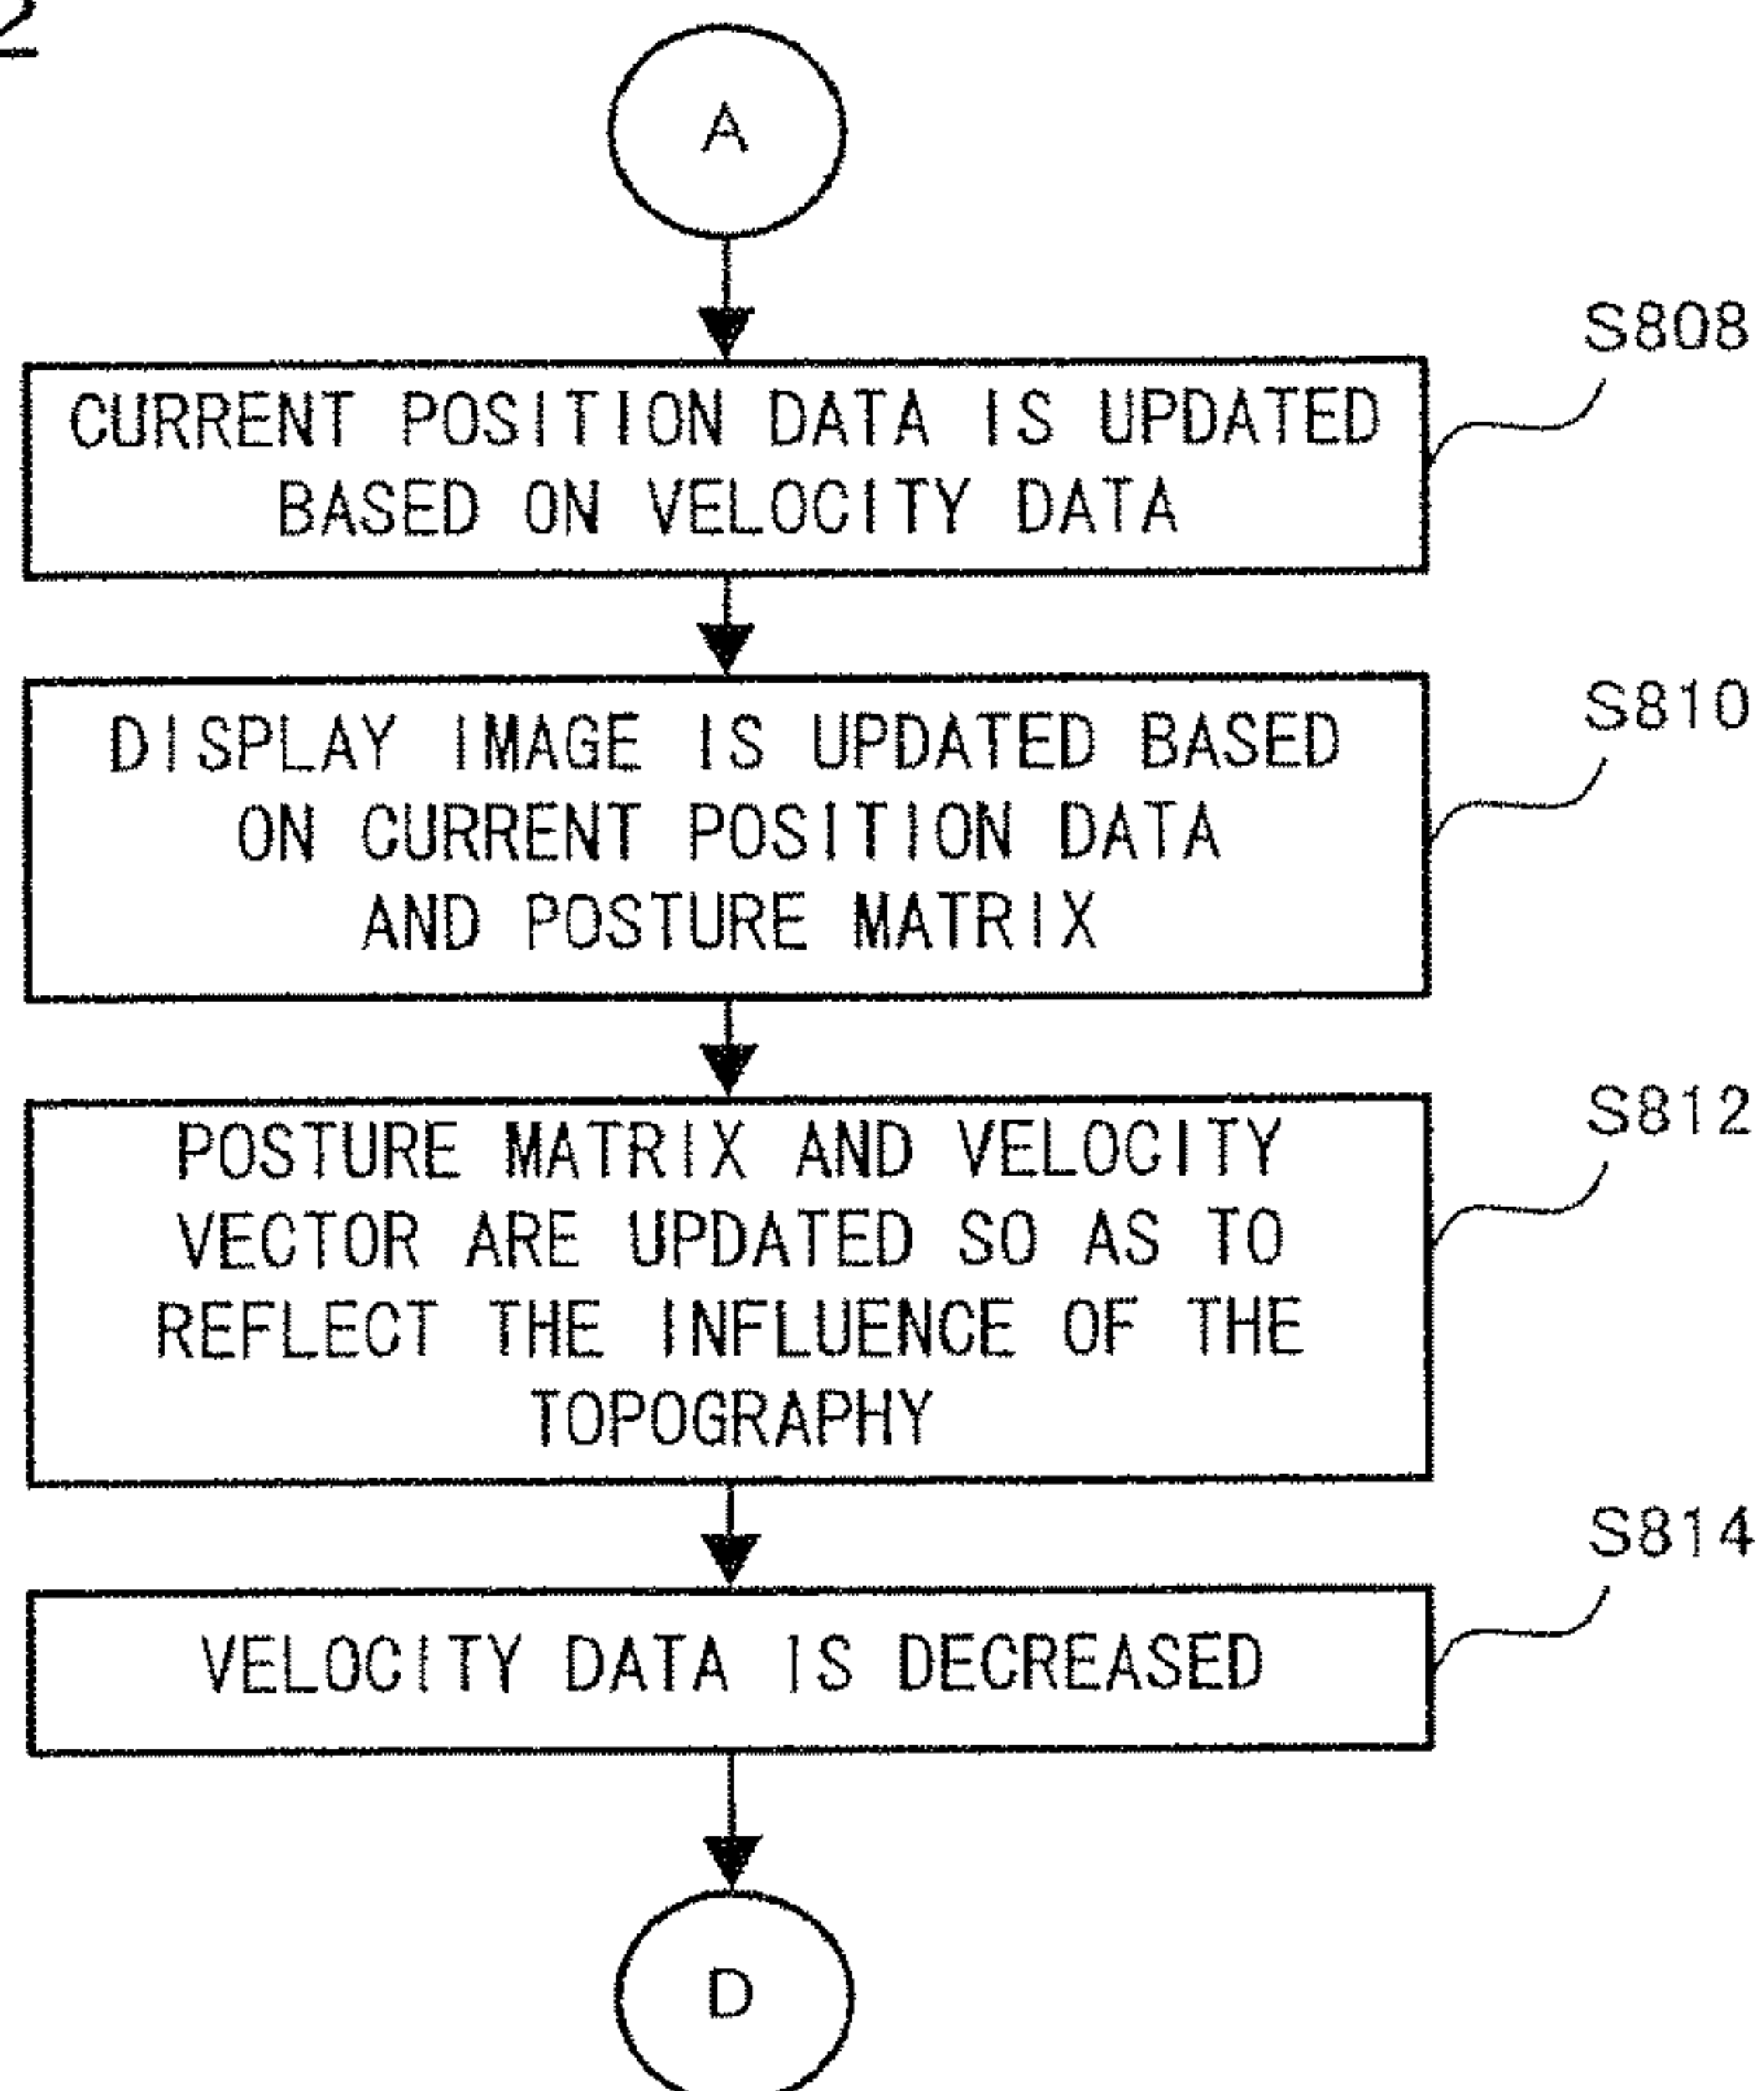 2
A
S808
CURRENT POSITION DATA IS UPDATED
BASED ON VELOCITY DATA
S810
DISPLAY IMAGE IS UPDATED BASED
ON CURRENT POSITION DATA
AND POSTURE MATRIX
S812
POSTURE MATRIX AND VELOCITY
VECTOR ARE UPDATED SO AS TO
REFLECT THE INFLUENCE OF THE
TOPOGRAPHY
S814
VELOCITY DATA IS DECREASED
D